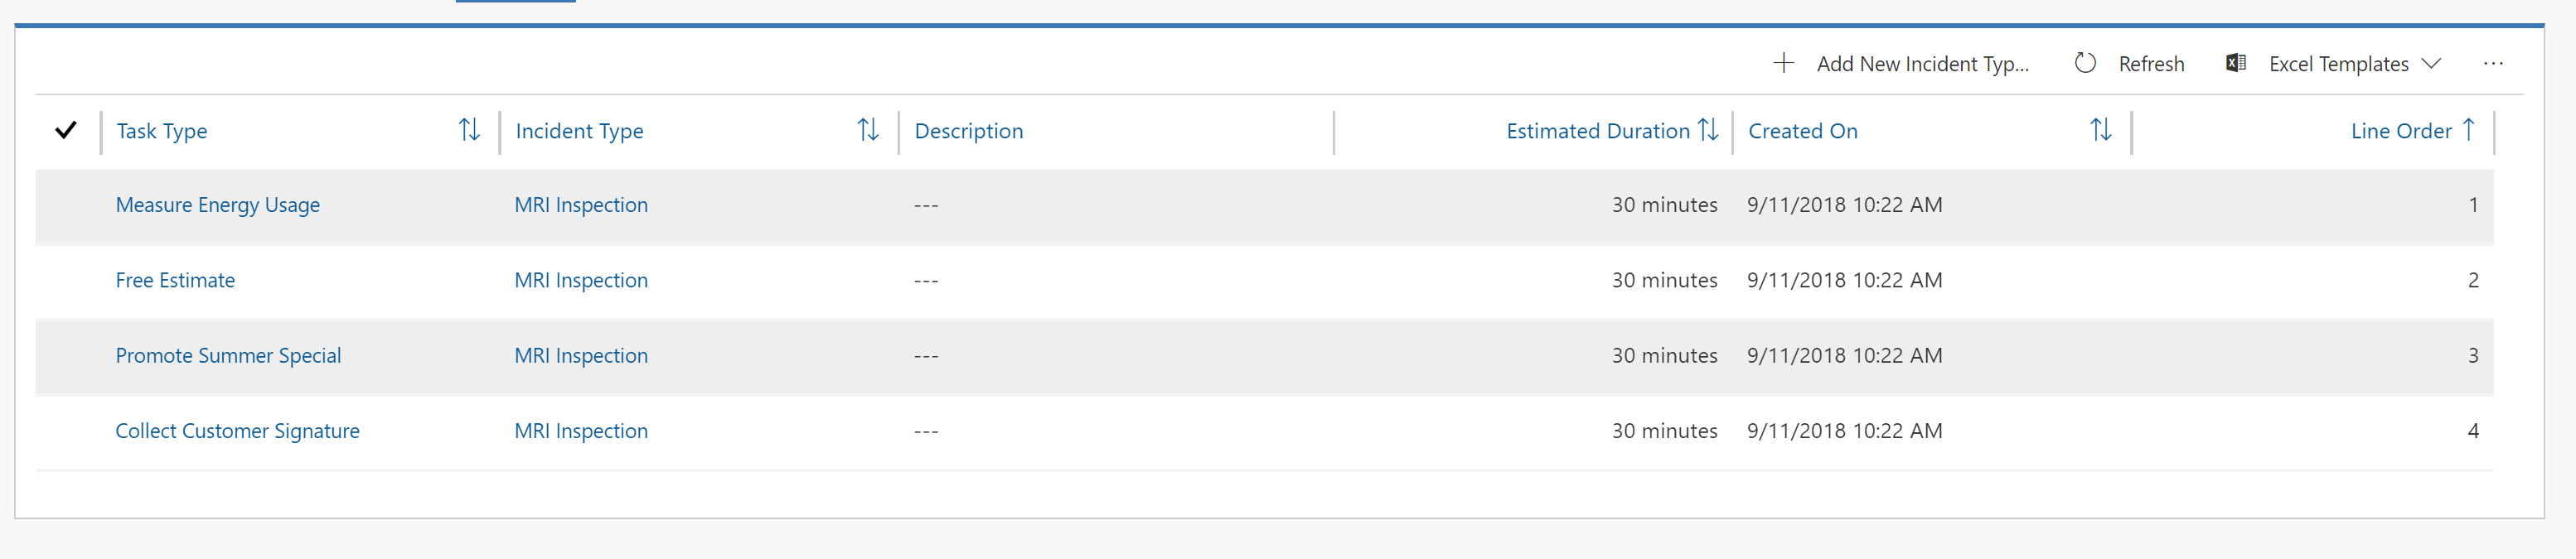 Add New Incident Typ... Refresh Excel Templates ...
Task Type Incident Type Description Estimated Duration Created On Line Order
Measure Energy Usage MRI Inspection --- 30 minutes 9/11/2018 10:22 AM 1
Free Estimate MRI Inspection --- 30 minutes 9/11/2018 10:22 AM 2
Promote Summer Special MRI Inspection --- 30 minutes 9/11/2018 10:22 AM 3
Collect Customer Signature MRI Inspection --- 30 minutes 9/11/2018 10:22 AM 4